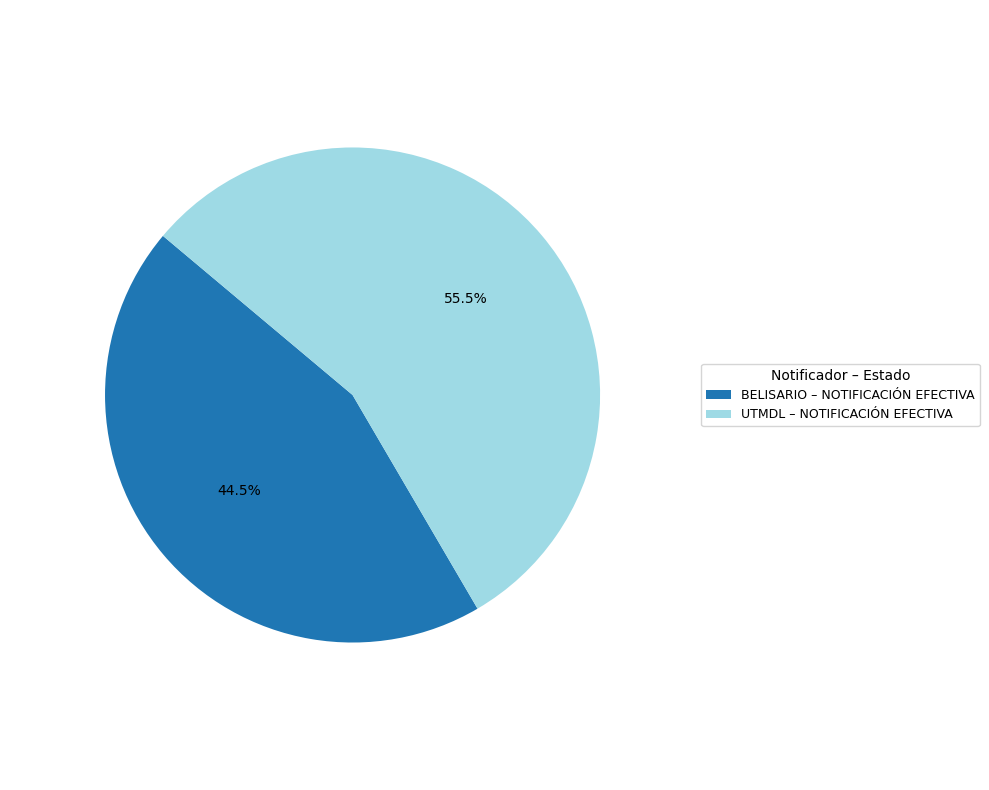 55.5%
44.5%
Notificador – Estado
BELISARIO – NOTIFICACIÓN EFECTIVA
UTMDL – NOTIFICACIÓN EFECTIVA